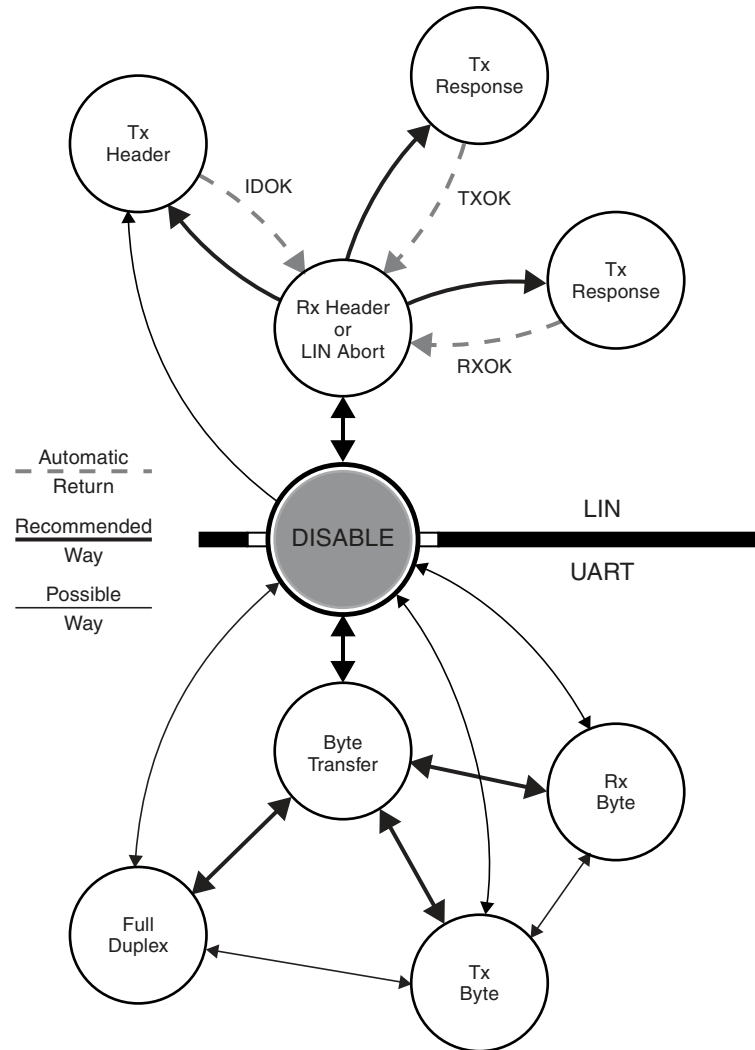 Tx
Response
Tx
Header
IDOK
TXOK
Tx
Response
Rx Header
or
LIN Abort
RXOK
Automatic
Return
Recommended
Way
Possible
Way
DISABLE
LIN
UART
Byte
Transfer
Rx
Byte
Full
Duplex
Tx
Byte